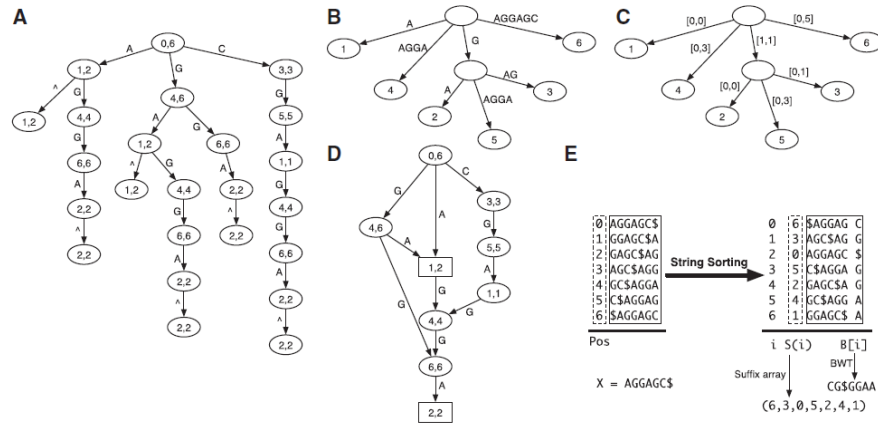 A
0,6
A
G
C
1,2
4,6
3,3
^
G
A
G
G
1,2
4,4
1,2
6,6
5,5
G
^
G
A
A
6,6
1,2
4,4
2,2
1,1
A
G
^
G
2,2
6,6
2,2
4,4
^
A
G
2,2
2,2
6,6
^
A
2,2
2,2
^
2,2
B
A
AGGAGC
AGGA
G
1
6
A
AG
AGGA
4
2
3
5
C
[0,0]
[0,5]
[0,3]
[1,1]
1
6
[0,0]
[0,1]
[0,3]
4
2
3
5
D
0,6
G
A
C
4,6
3,3
A
G
1,2
5,5
G
G
A
1,1
4,4
G
G
6,6
A
2,2
E
0 AGGAGC$
1 GGAGC$A
2 GAGC$AG
3 AGC$AGG
4 GC$AGGA
5 C$AGGAG
6 $AGGAGC
Pos
X = AGGAGC$
String Sorting
0 6 $AGGAG C
1 3 AGC$AG G
2 0 AGGAGC $
3 5 C$AGGA G
4 2 GAGC$A G
5 4 GC$AGG A
6 1 GGAGC$ A
i S(i) B[i]
Suffix array
BWT
CG$GGAA
(6,3,0,5,2,4,1)